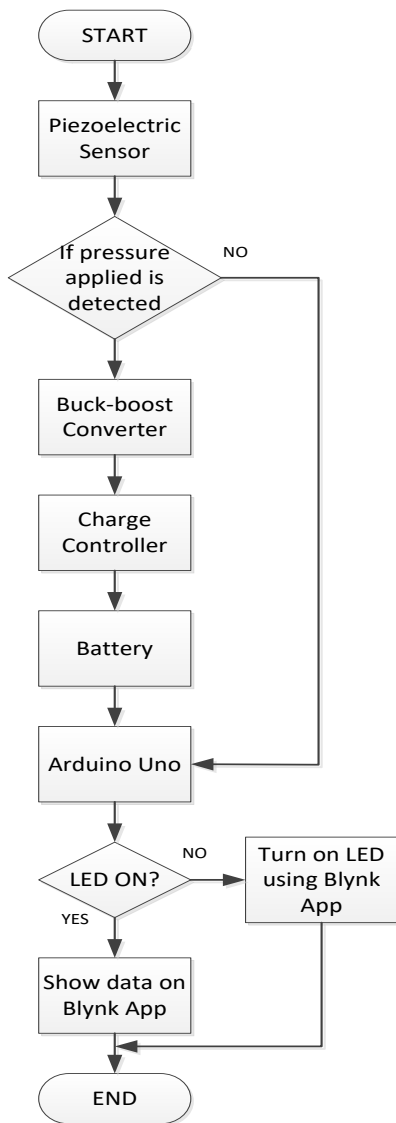 START
Piezoelectric
Sensor
If pressure
applied is
detected
NO
Buck-boost
Converter
Charge
Controller
Battery
Arduino Uno
LED ON?
NO
Turn on LED
using Blynk
App
YES
Show data on
Blynk App
END